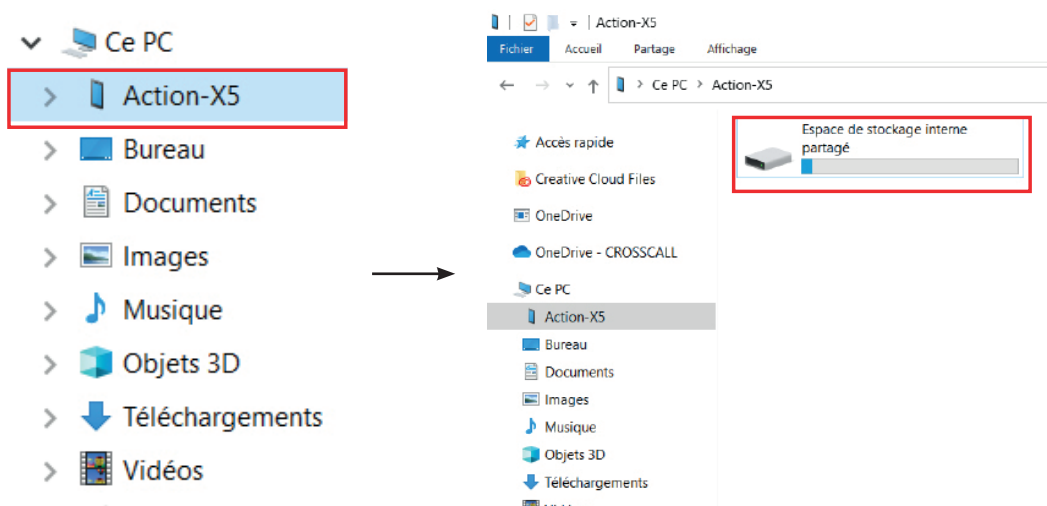 Ce PC
Action-X5
Bureau
Documents
Images
Musique
Objets 3D
Téléchargements
Vidéos
Action-X5
Fichier Accueil Partage Affichage
Ce PC > Action-X5
Accès rapide
Creative Cloud Files
OneDrive
OneDrive - CROSSCALL
Ce PC
Action-X5
Bureau
Documents
Images
Musique
Objets 3D
Téléchargements
Espace de stockage interne
partagé